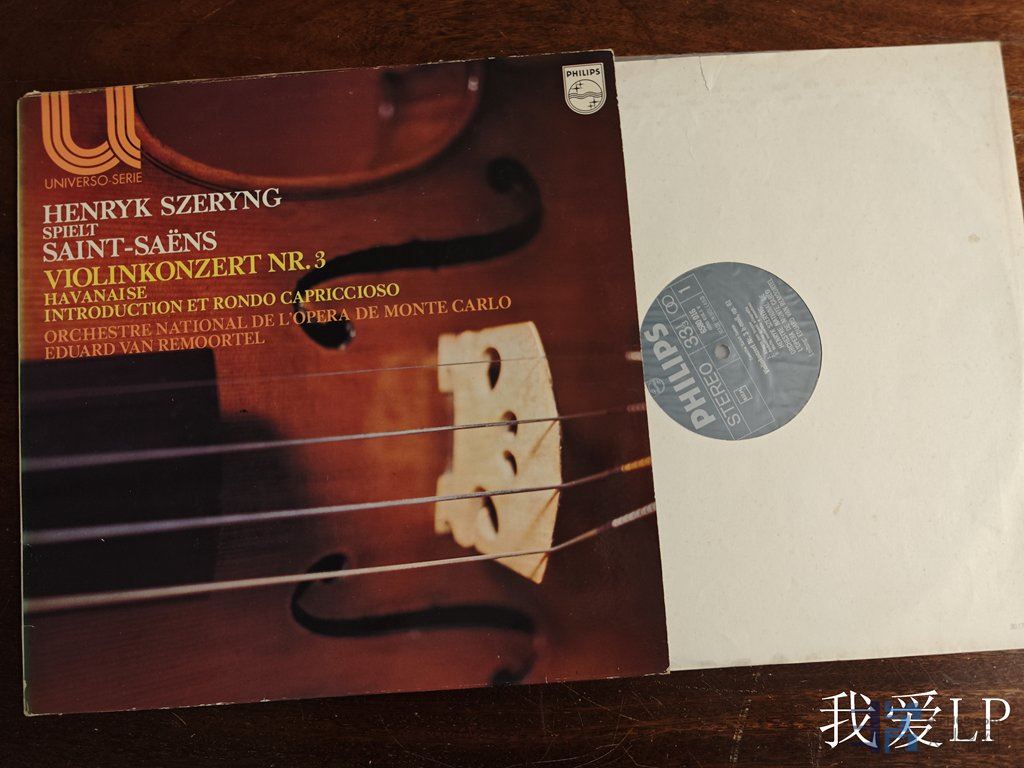 PHILIPS
UNIVERSO-SERIE
HENRYK SZERYNG
SPIELT
SAINT-SAËNS
VIOLINKONZERT NR. 3
HAVANAISE
INTRODUCTION ET RONDO CAPRICCIOSO
ORCHESTRE NATIONAL DE L'OPERA DE MONTE CARLO
EDUARD VAN REMOORTEL
PHILIPS
STEREO
33⅓
1
我爱LP